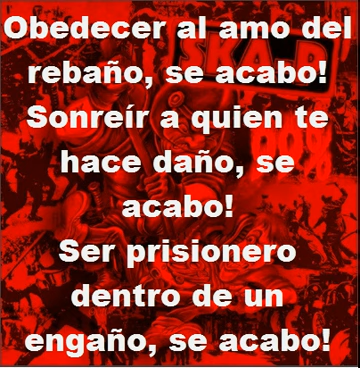 Obedecer al amo del
rebaño, se acabo!
Sonreír a quien te
hace daño, se
acabo!
Ser prisionero
dentro de un
engaño, se acabo!
SKA-P